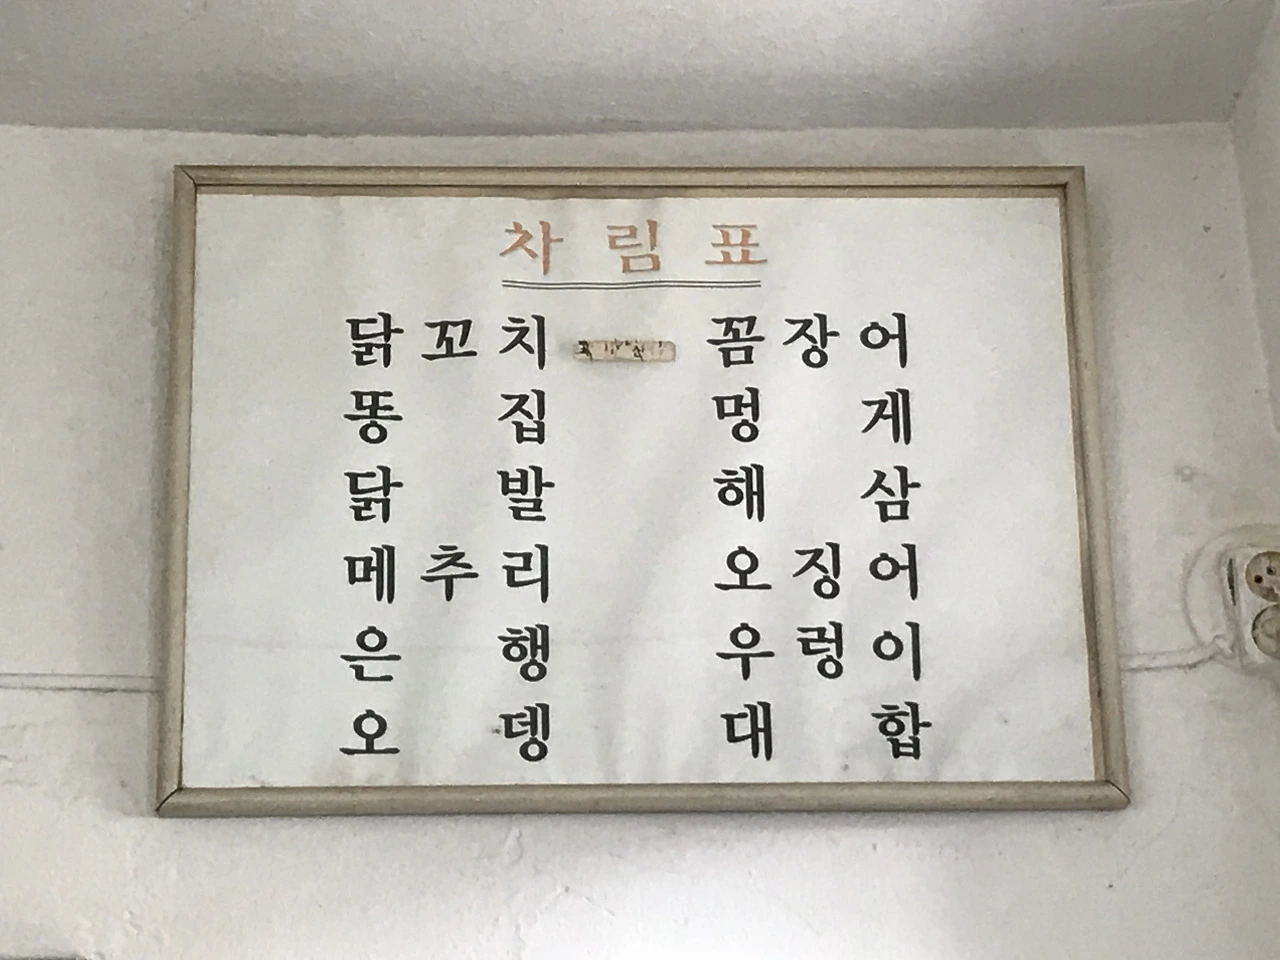 차림표
닭꼬치 꼼장어
똥집 멍게
닭발 해삼
메추리 오징어
은행 우렁이
오뎅 대합